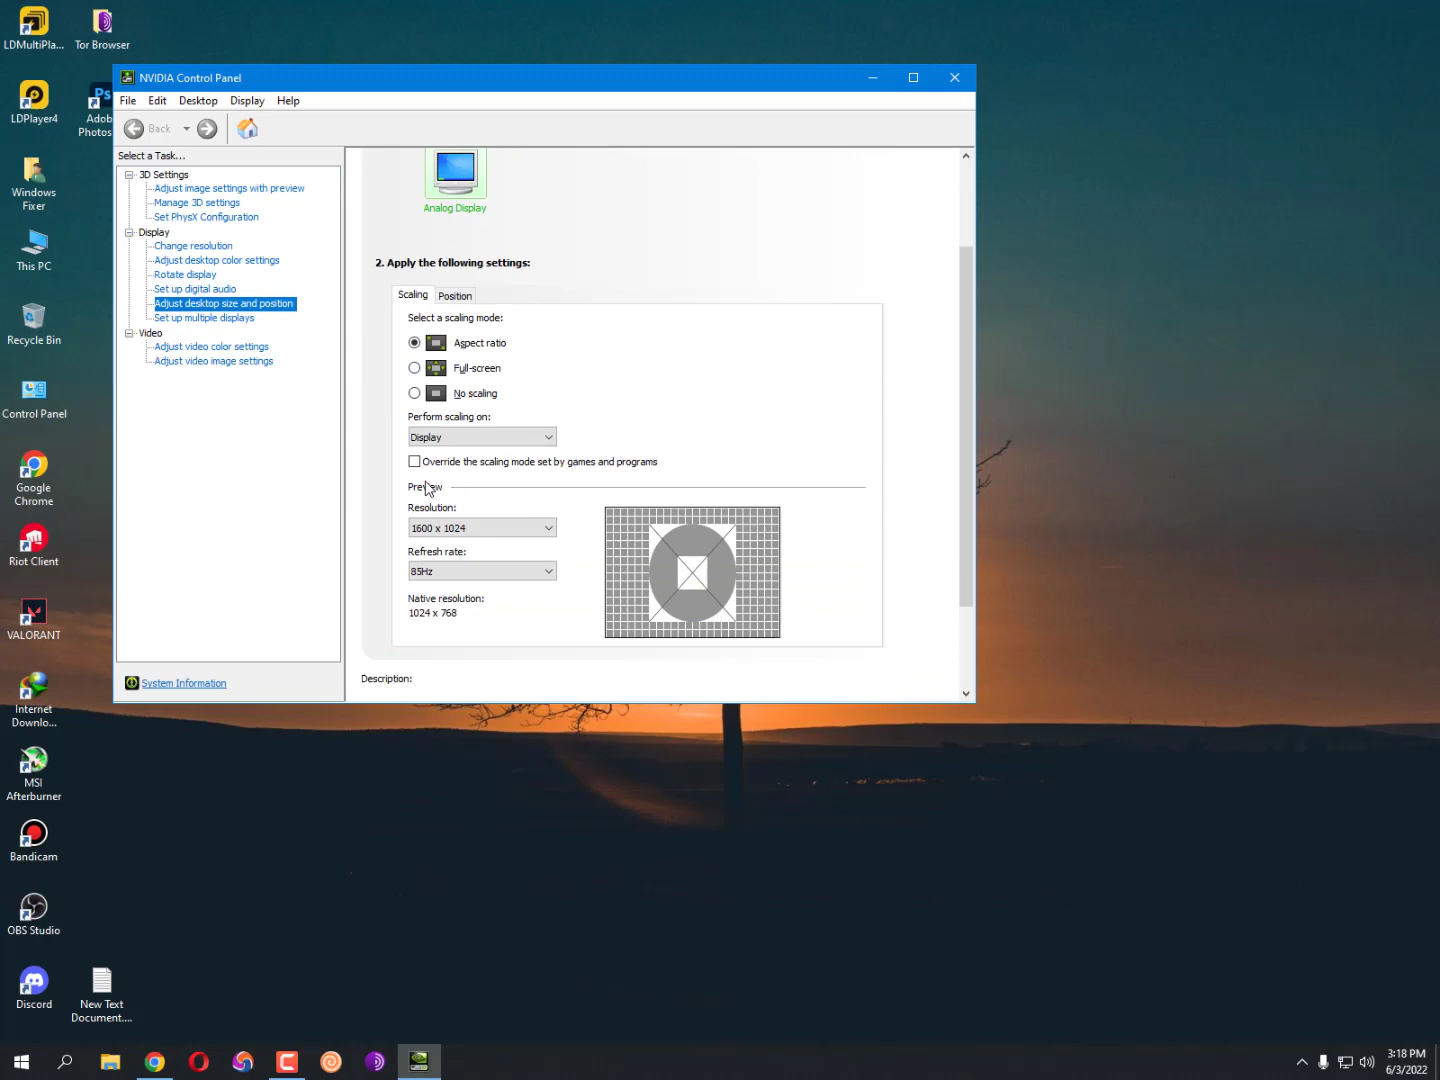 LDMultiPla...
Tor Browser
LDPlayer4
Ps
Adob
Photos
Windows
Fixer
This PC
Recycle Bin
Control Panel
Google
Chrome
Riot Client
VALORANT
Internet
Downlo...
MSI
Afterburner
Bandicam
OBS Studio
Discord
New Text
Document....
NVIDIA Control Panel
File Edit Desktop Display Help
Back
Select a Task...
3D Settings
Adjust image settings with preview
Manage 3D settings
Set PhysX Configuration
Display
Change resolution
Adjust desktop color settings
Rotate display
Set up digital audio
Adjust desktop size and position
Set up multiple displays
Video
Adjust video color settings
Adjust video image settings
System Information
Analog Display
2. Apply the following settings:
Scaling Position
Select a scaling mode:
Aspect ratio
Full-screen
No scaling
Perform scaling on:
Display
Override the scaling mode set by games and programs
Preview
Resolution:
1600 x 1024
Refresh rate:
85Hz
Native resolution:
1024 x 768
Description:
3:18 PM
6/3/2022